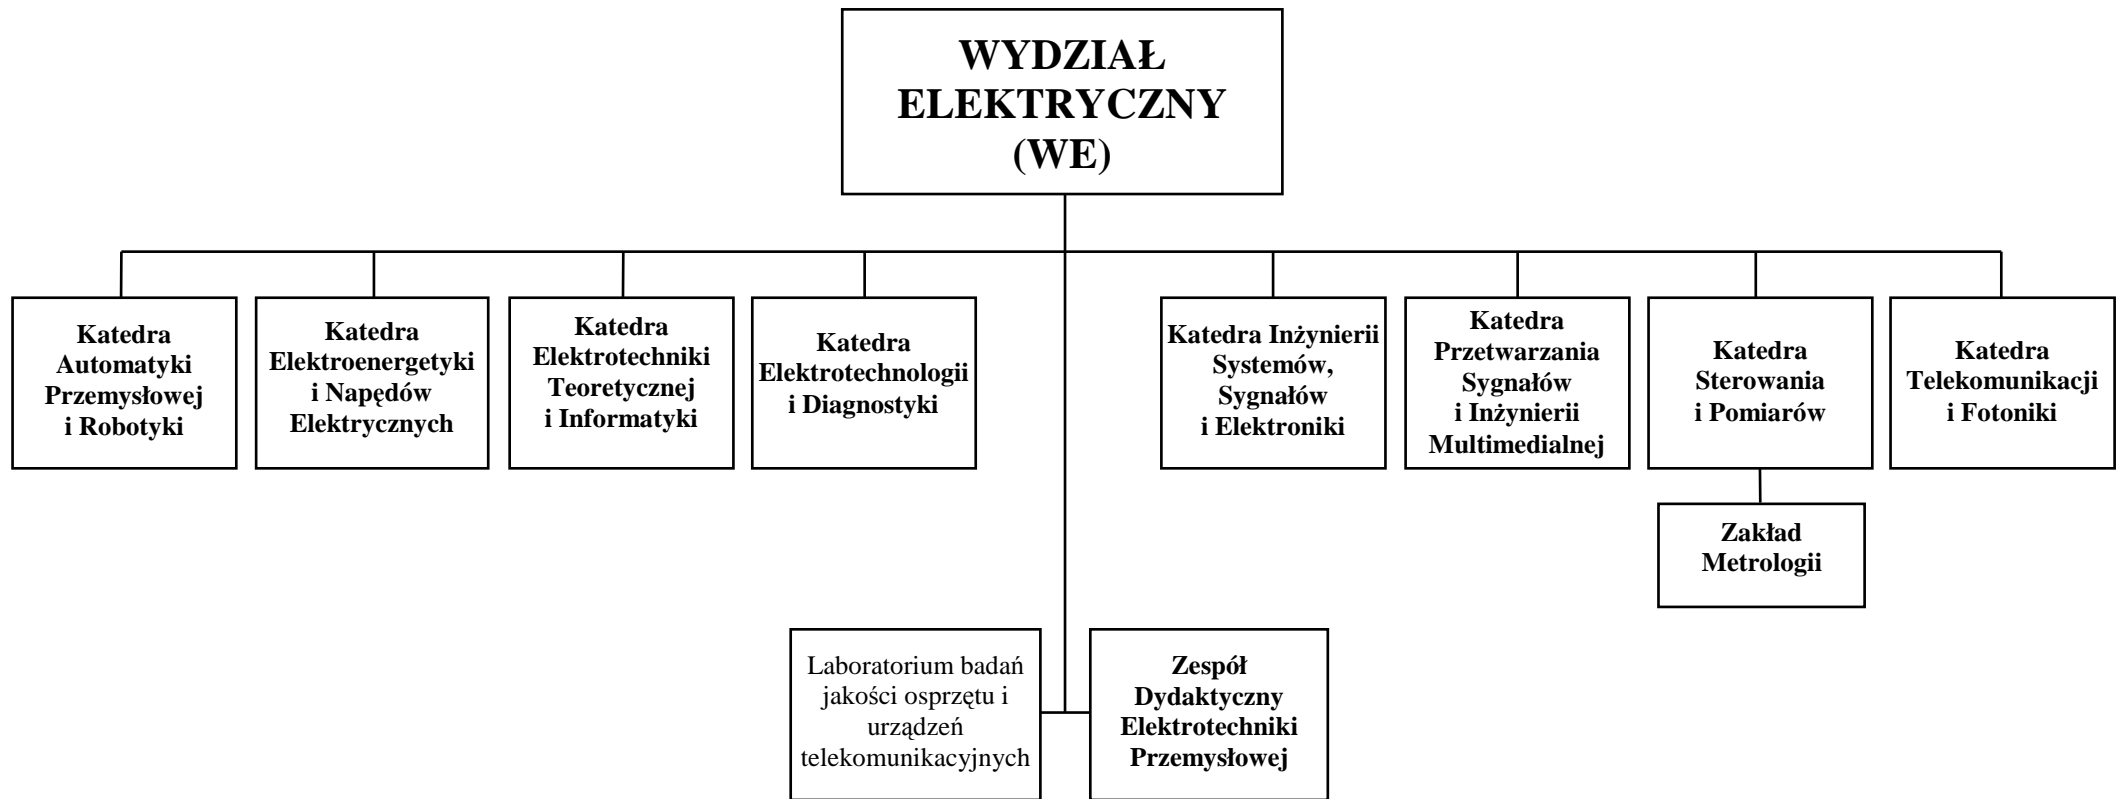 WYDZIAŁ
ELEKTRYCZNY
(WE)
Katedra
Automatyki
Przemysłowej
i Robotyki
Katedra
Elektroenergetyki
i Napędów
Elektrycznych
Katedra
Elektrotechniki
Teoretycznej
i Informatyki
Katedra
Elektrotechnologii
i Diagnostyki
Katedra Inżynierii
Systemów,
Sygnałów
i Elektroniki
Katedra
Przetwarzania
Sygnałów
i Inżynierii
Multimedialnej
Katedra
Sterowania
i Pomiarów
Katedra
Telekomunikacji
i Fotoniki
Zakład
Metrologii
Laboratorium badań
jakości osprzętu i
urządzeń
telekomunikacyjnych
Zespół
Dydaktyczny
Elektrotechniki
Przemysłowej